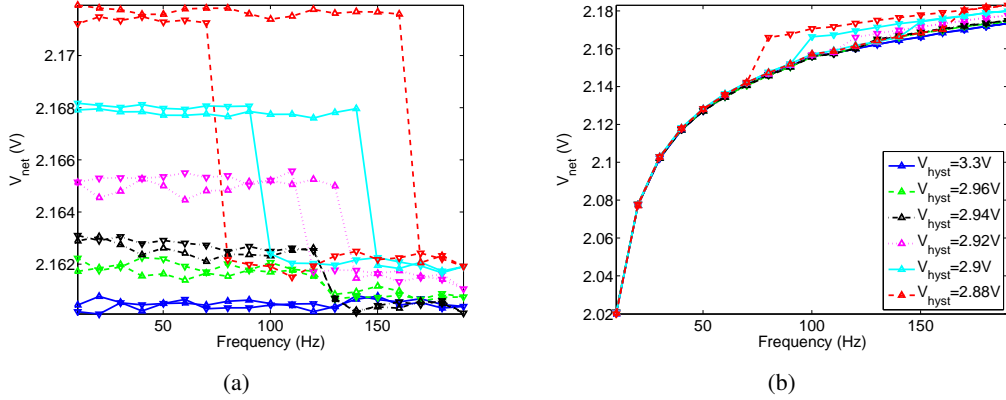 2.17
2.168
2.166
2.164
2.162
V_net (V)
50
100
150
Frequency (Hz)
(a)
2.18
2.16
2.14
2.12
2.1
2.08
2.06
2.04
2.02
V_net (V)
50
100
150
Frequency (Hz)
V_hyst=3.3V
V_hyst=2.96V
V_hyst=2.94V
V_hyst=2.92V
V_hyst=2.9V
V_hyst=2.88V
(b)